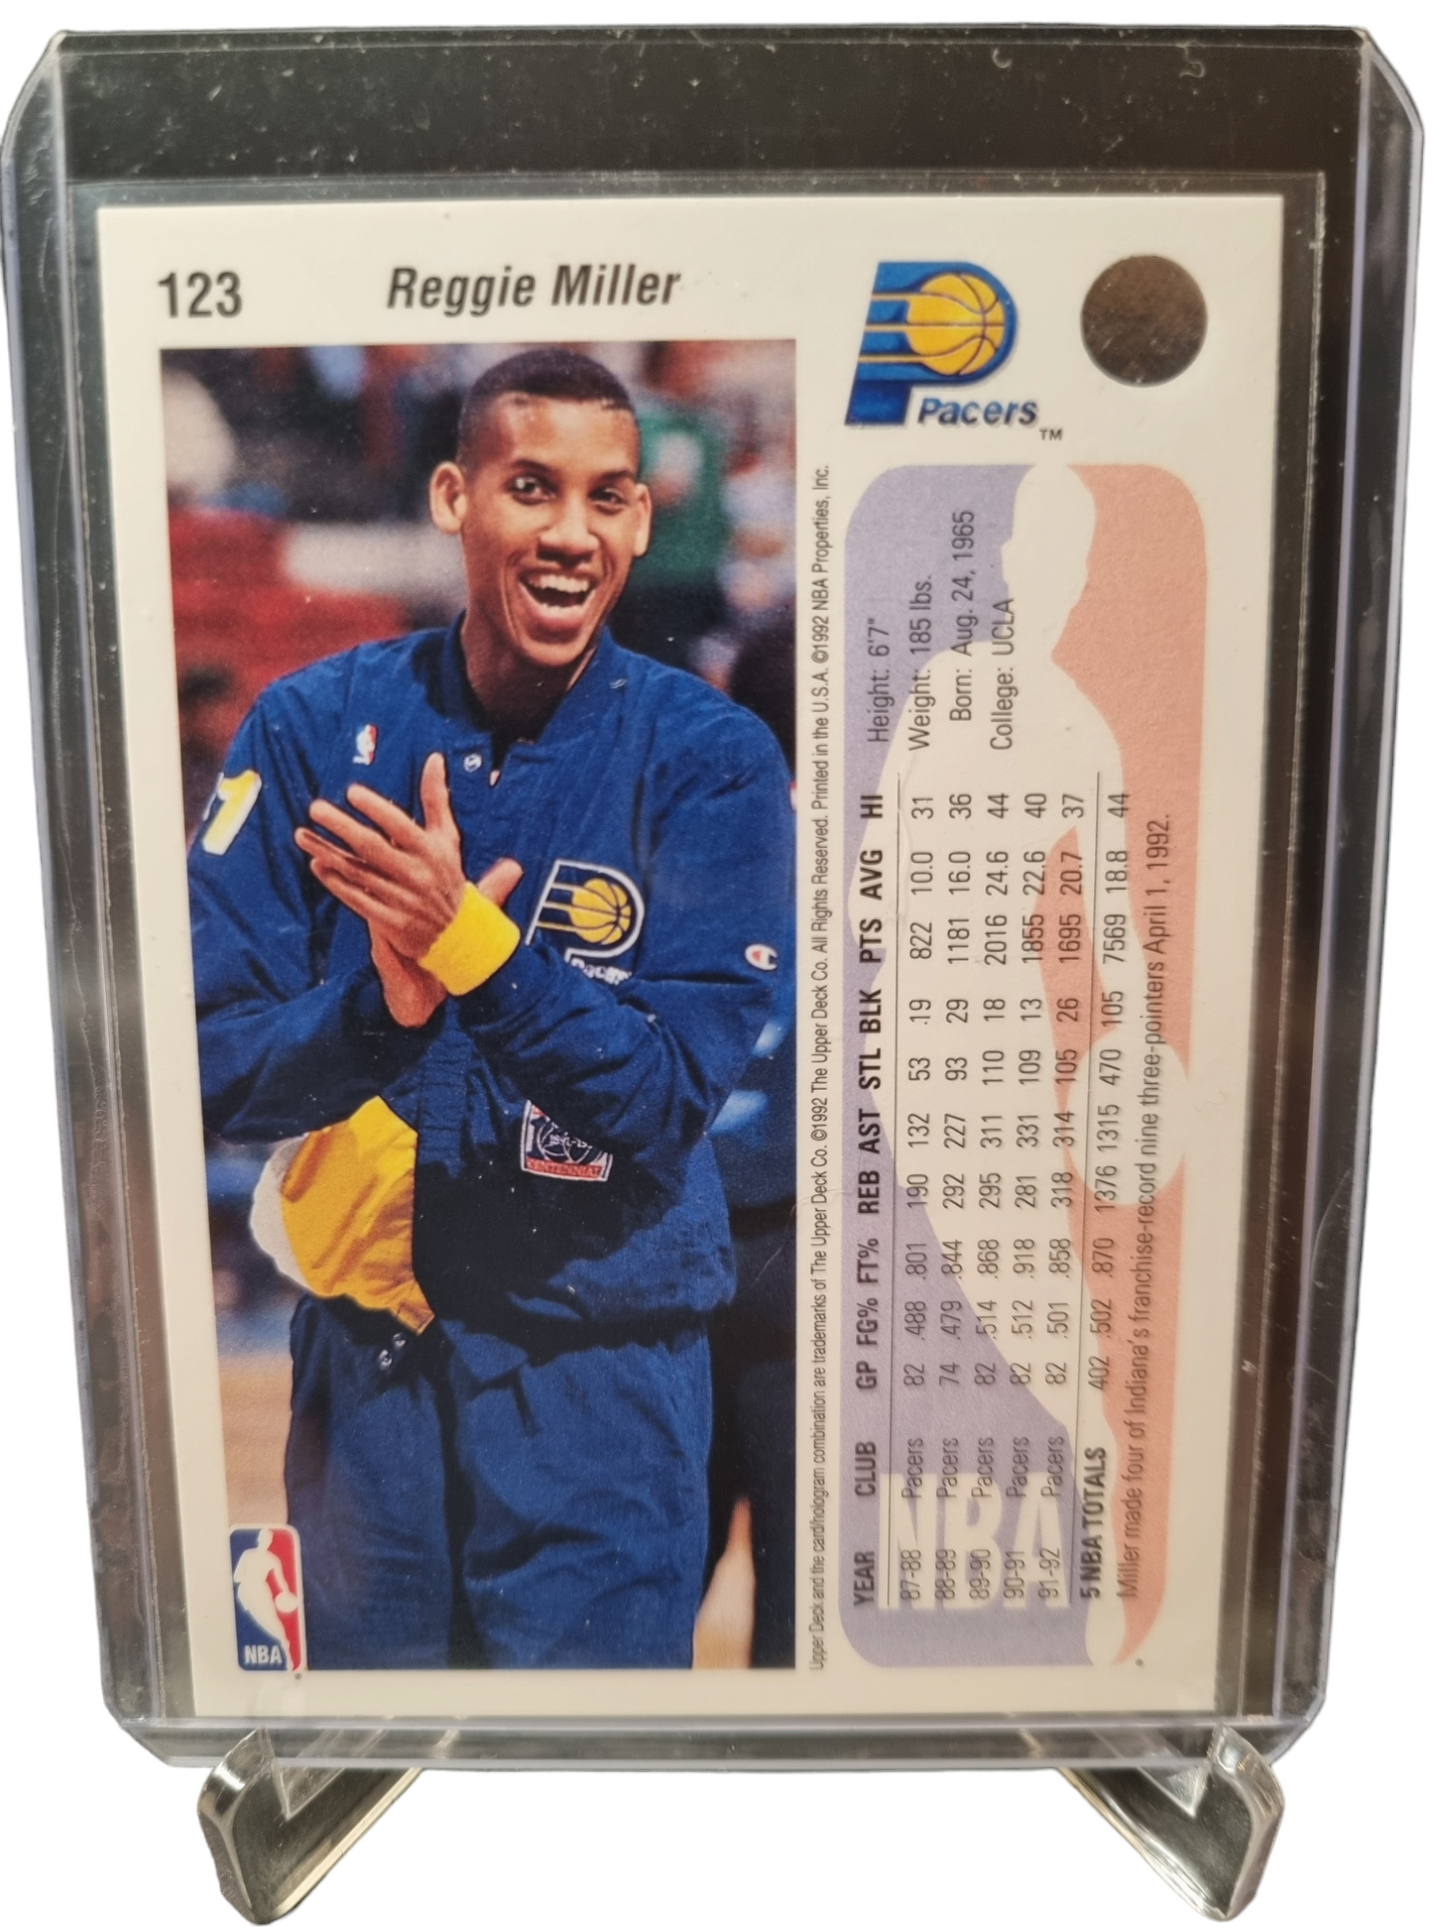 123
Reggie Miller
Pacers
TM
Upper Deck and the card/hologram combination are trademarks of The Upper Deck Co. ©1992 The Upper Deck Co. All Rights Reserved. Printed in the U.S.A. ©1992 NBA Properties, Inc.
Height: 6'7"
Weight: 185 lbs.
Born: Aug. 24, 1965
College: UCLA
YEAR CLUB GP FG% FT% REB AST STL BLK PTS AVG HI
87-88 Pacers 82 .488 .801 190 132 53 19 822 10.0 31
88-89 Pacers 74 .479 .844 292 227 93 29 1181 16.0 36
89-90 Pacers 82 .514 .868 295 311 110 18 2016 24.6 44
90-91 Pacers 82 .512 .918 281 331 109 13 1855 22.6 40
91-92 Pacers 82 .501 .858 318 314 105 26 1695 20.7 37
5 NBA TOTALS 402 .502 .870 1376 1315 470 105 7569 18.8 44
Miller made four of Indiana's franchise-record nine three-pointers April 1, 1992.
NBA
1
Pacers
CENTENNIAL
NBA